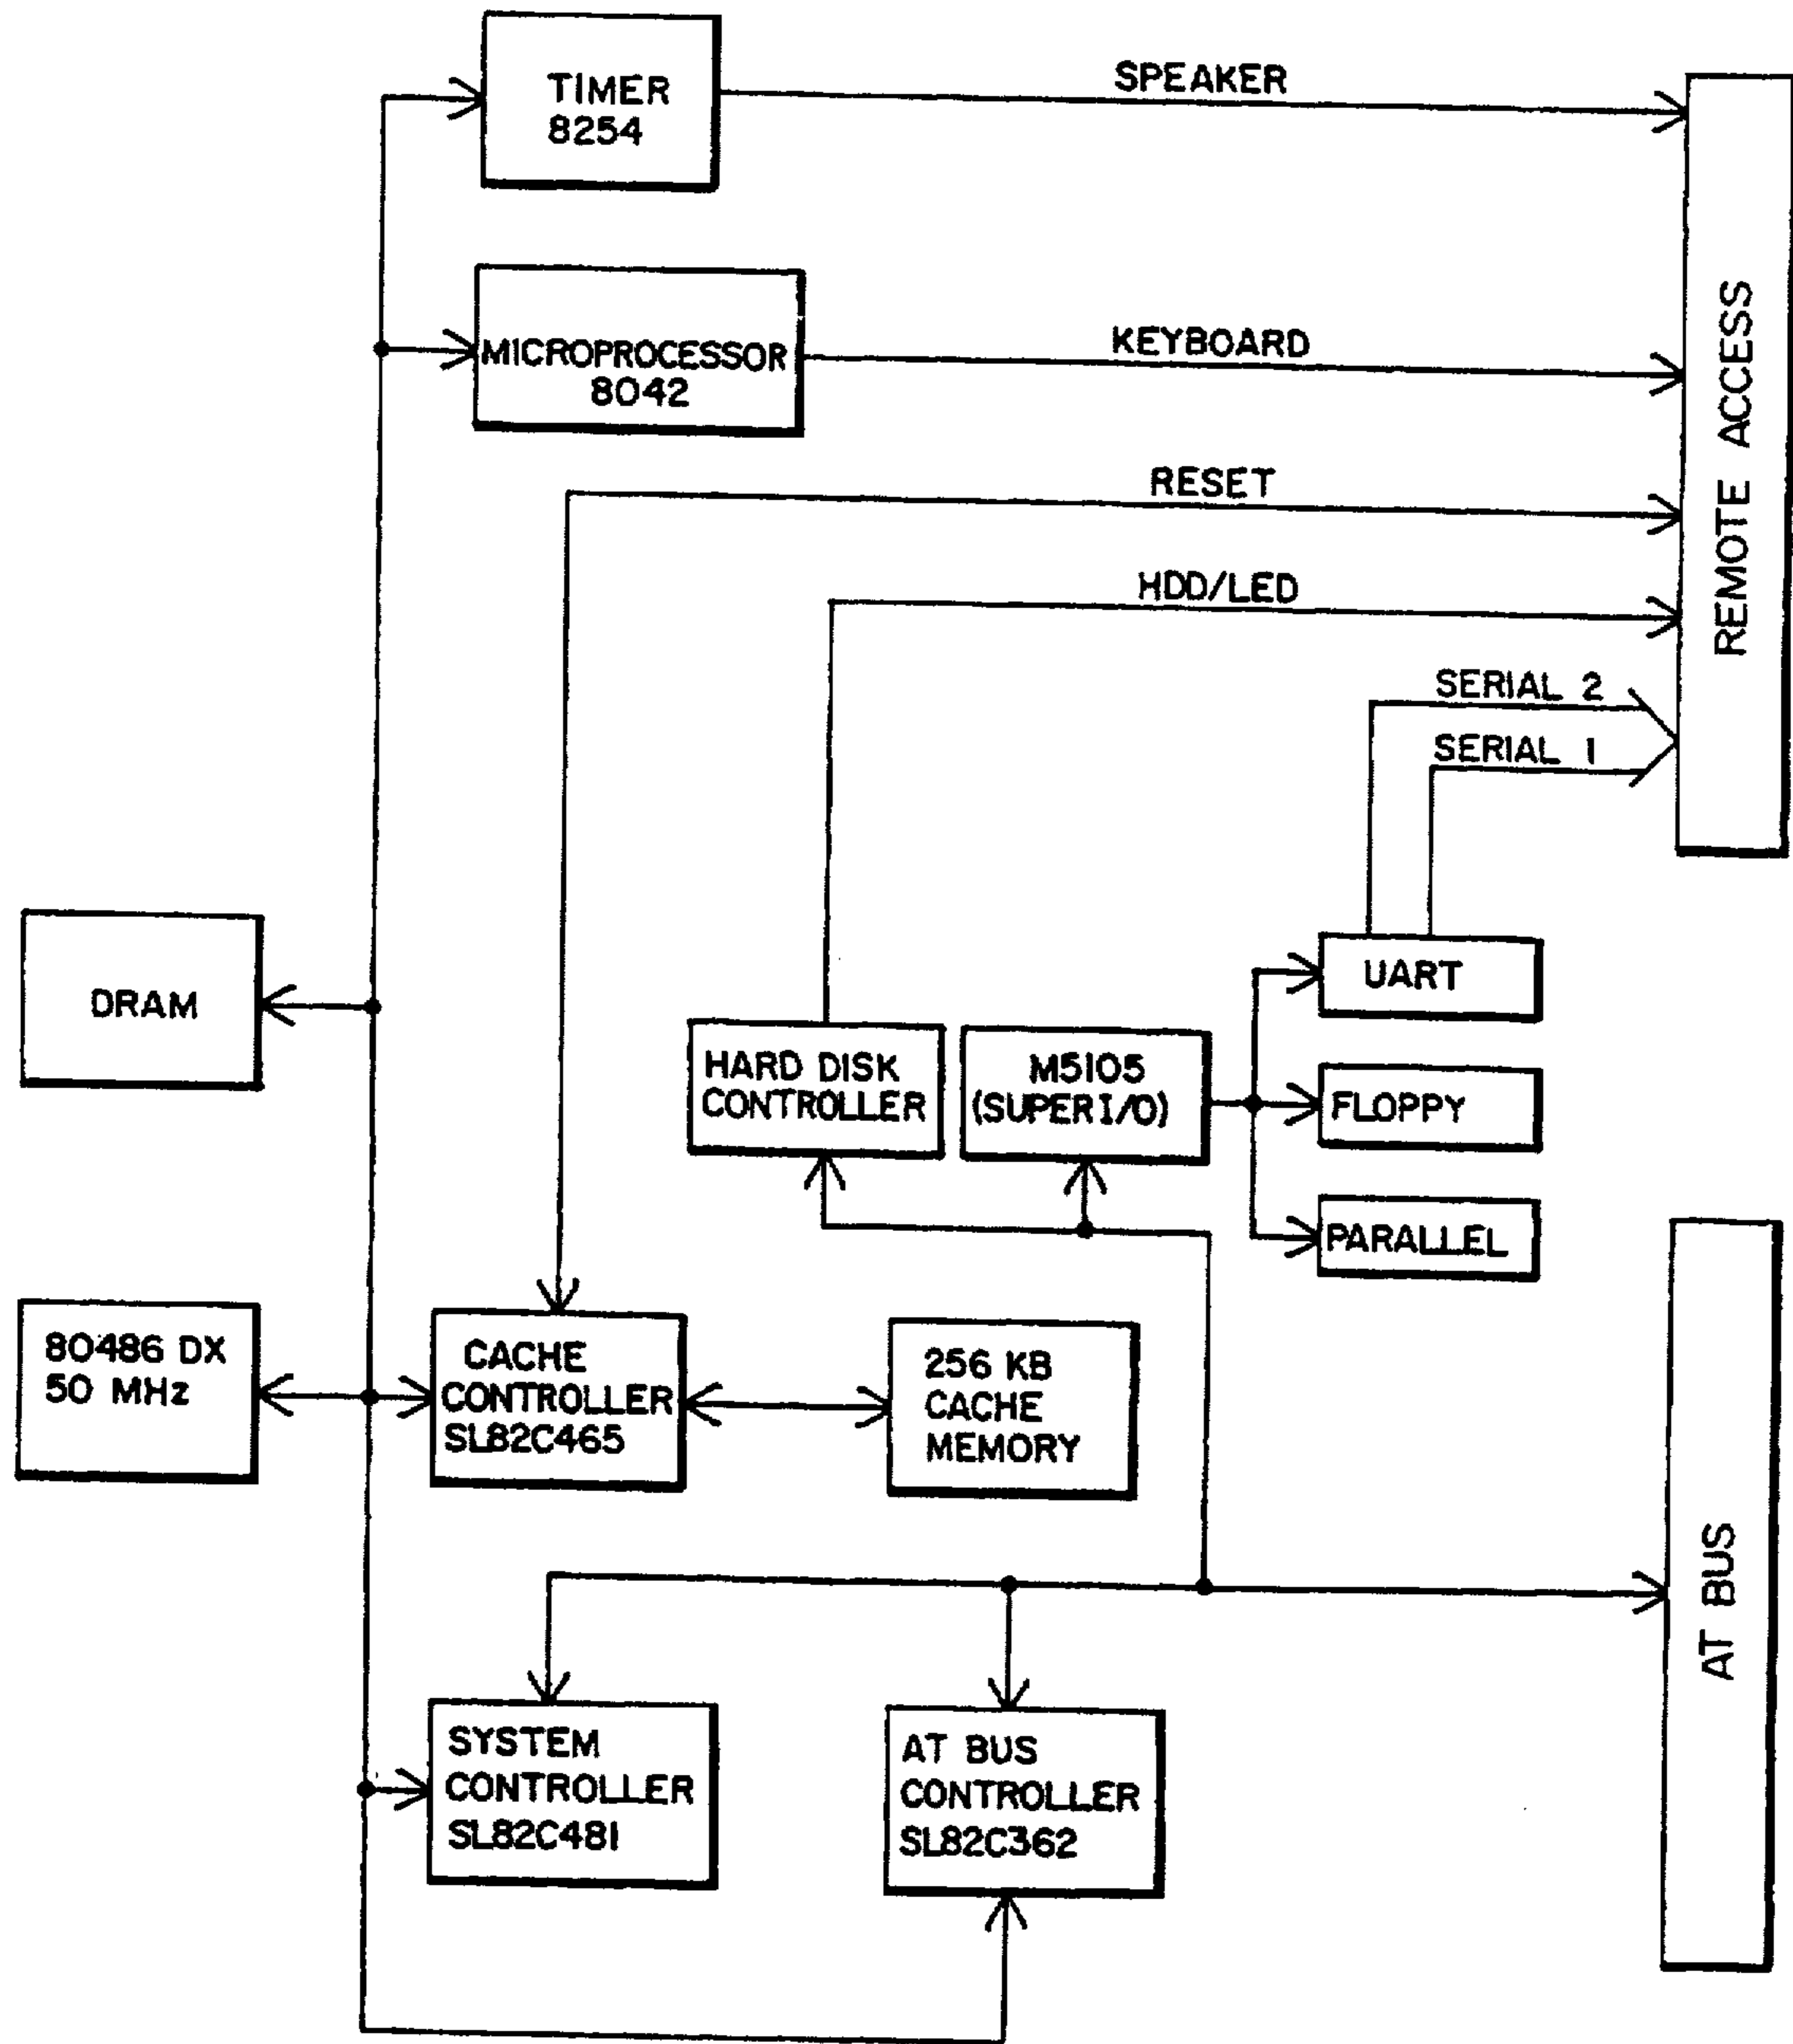 TIMER
8254
SPEAKER
MICROPROCESSOR
8042
KEYBOARD
RESET
HDD/LED
SERIAL 2
SERIAL 1
REMOTE ACCESS
DRAM
HARD DISK
CONTROLLER
M5105
(SUPER I/O)
UART
FLOPPY
PARALLEL
80486 DX
50 MHz
CACHE
CONTROLLER
SL82C465
256 KB
CACHE
MEMORY
AT BUS
SYSTEM
CONTROLLER
SL82C481
AT BUS
CONTROLLER
SL82C362